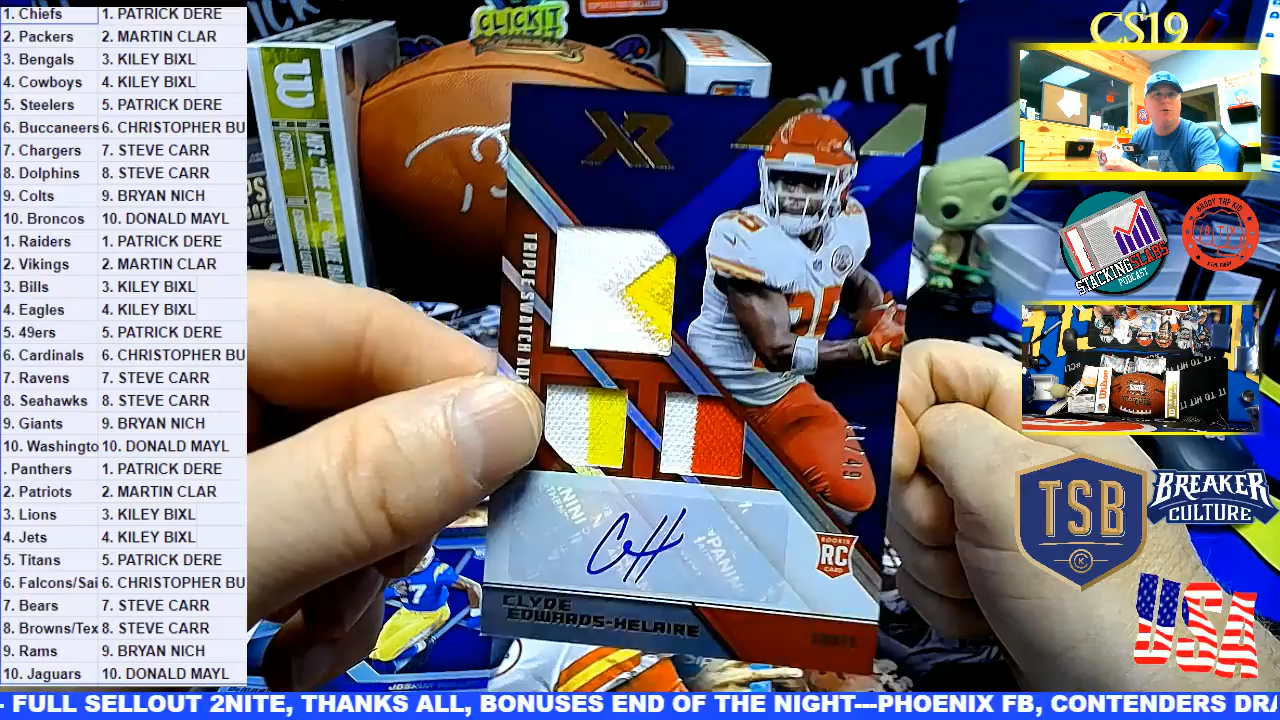 1. Chiefs 1. PATRICK DERE
2. Packers 2. MARTIN CLAR
3. Bengals 3. KILEY BIXL
4. Cowboys 4. KILEY BIXL
5. Steelers 5. PATRICK DERE
6. Buccaneers 6. CHRISTOPHER BU
7. Chargers 7. STEVE CARR
8. Dolphins 8. STEVE CARR
9. Colts 9. BRYAN NICH
10. Broncos 10. DONALD MAYL
1. Raiders 1. PATRICK DERE
2. Vikings 2. MARTIN CLAR
3. Bills 3. KILEY BIXL
4. Eagles 4. KILEY BIXL
5. 49ers 5. PATRICK DERE
6. Cardinals 6. CHRISTOPHER BU
7. Ravens 7. STEVE CARR
8. Seahawks 8. STEVE CARR
9. Giants 9. BRYAN NICH
10. Washingto 10. DONALD MAYL
. Panthers 1. PATRICK DERE
2. Patriots 2. MARTIN CLAR
3. Lions 3. KILEY BIXL
4. Jets 4. KILEY BIXL
5. Titans 5. PATRICK DERE
6. Falcons/Sai 6. CHRISTOPHER BU
7. Bears 7. STEVE CARR
8. Browns/Tex 8. STEVE CARR
9. Rams 9. BRYAN NICH
10. Jaguars 10. DONALD MAYL
CLICKIT
XR
TRIPLE SWATCH AUT
CEH
ROOKIE
RC
CARD
CLYDE
EDWARDS-HELAIRE
CS19
STACKINGSLABS
PODCAST
BRODY THE KID
TSB
K
BREAKER
CULTURE
USA
- FULL SELLOUT 2NITE, THANKS ALL, BONUSES END OF THE NIGHT---PHOENIX FB, CONTENDERS DRA